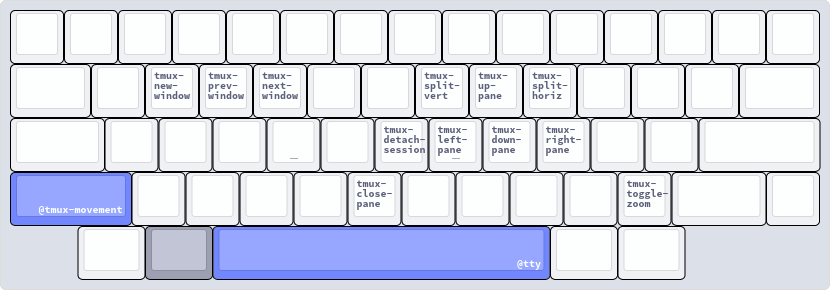 tmux-
new-
window
tmux-
prev-
window
tmux-
next-
window
tmux-
split-
vert
tmux-
up-
pane
tmux-
split-
horiz
_
tmux-
detach-
session
tmux-
left-
pane
_
tmux-
down-
pane
tmux-
right-
pane
@tmux-movement
tmux-
close-
pane
tmux-
toggle-
zoom
@tty